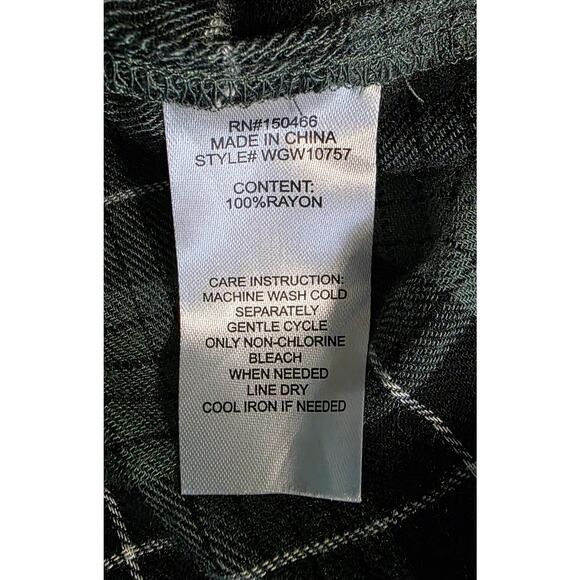 RN#150466
MADE IN CHINA
STYLE# WGW10757
CONTENT:
100%RAYON
CARE INSTRUCTION:
MACHINE WASH COLD
SEPARATELY
GENTLE CYCLE
ONLY NON-CHLORINE
BLEACH
WHEN NEEDED
LINE DRY
COOL IRON IF NEEDED